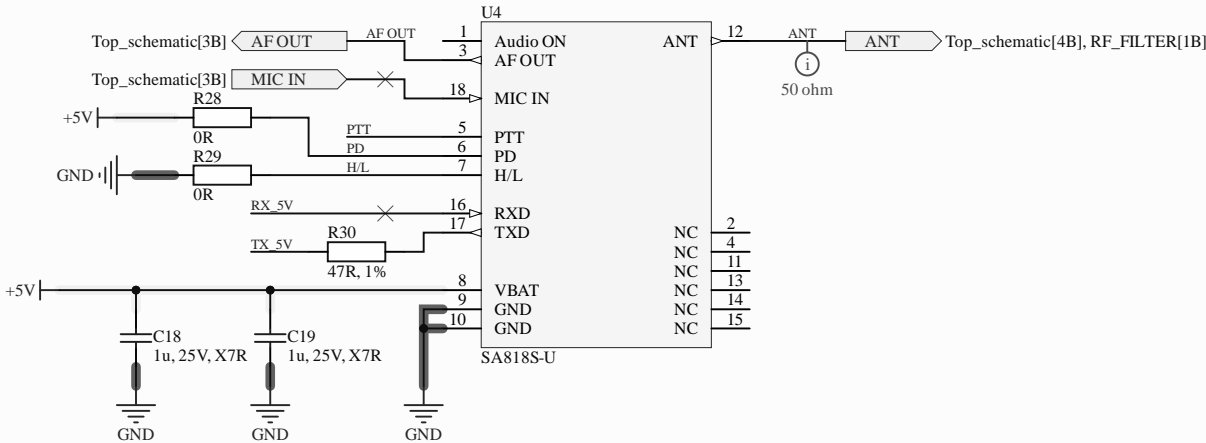 U4
Top_schematic[3B] AF OUT AF OUT 1 Audio ON ANT 12 ANT ANT Top_schematic[4B], RF_FILTER[1B]
3 AF OUT
i
50 ohm
Top_schematic[3B] MIC IN
18 MIC IN
R28
+5V
0R
PTT 5 PTT
PD 6 PD
R29
GND H/L 7 H/L
0R
RX_5V 16 RXD
17 TXD NC 2
R30
TX_5V
47R, 1%
NC 4
NC 11
+5V 8 VBAT NC 13
9 GND NC 14
10 GND NC 15
C18
1u, 25V, X7R
C19
1u, 25V, X7R
SA818S-U
GND
GND
GND